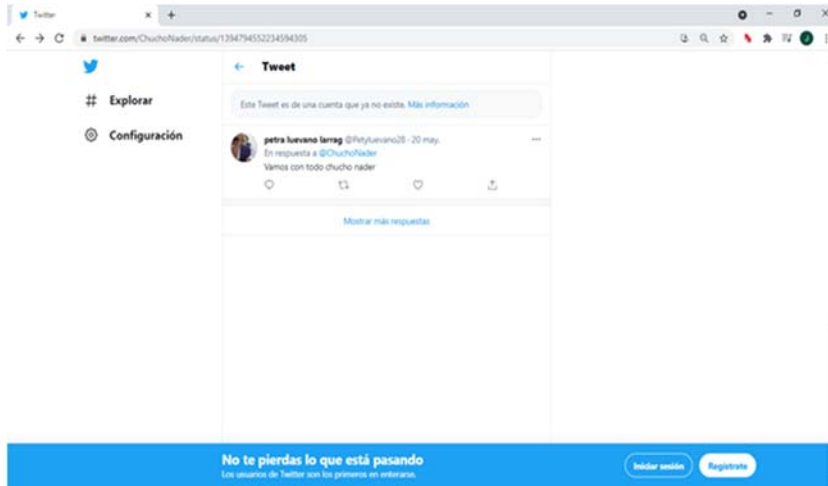 Twitter
twitter.com/ChuchoNader/status/1394794552234594305
Tweet
Explorar
Este Tweet es de una cuenta que ya no existe. Más información
Configuración
petra luevano larrag @Petyluevano28 · 20 may.
En respuesta a @ChuchoNader
Vamos con todo chucho nader
Mostrar más respuestas
No te pierdas lo que está pasando
Los usuarios de Twitter son los primeros en enterarse.
Iniciar sesión
Regístrate